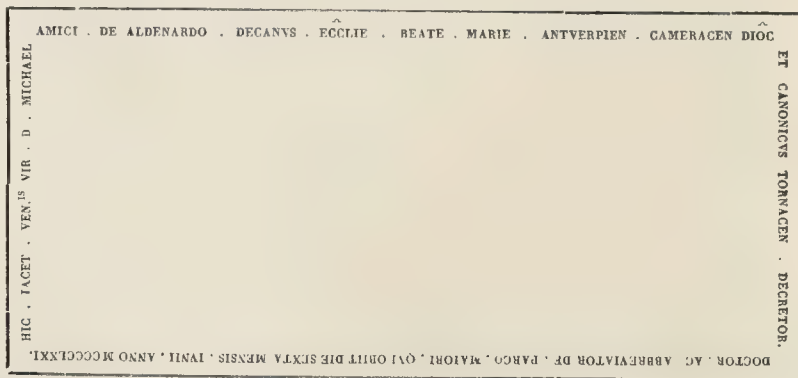 HIC . IACET . VEN.IS VIR . D . MICHAEL
AMICI . DE ALDENARDO . DECANVS . ECCLIE . BEATE . MARIE . ANTVERPIEN . CAMERACEN DIOC
ET CANONICVS TORNACEN . DECRETOR.
DOCTOR . AC ABBREVIATOR DE . PARCO . MAIORI . QVI OBIIT DIE SEXTA MENSIS . IVNII . ANNO MCCCCLXXI.